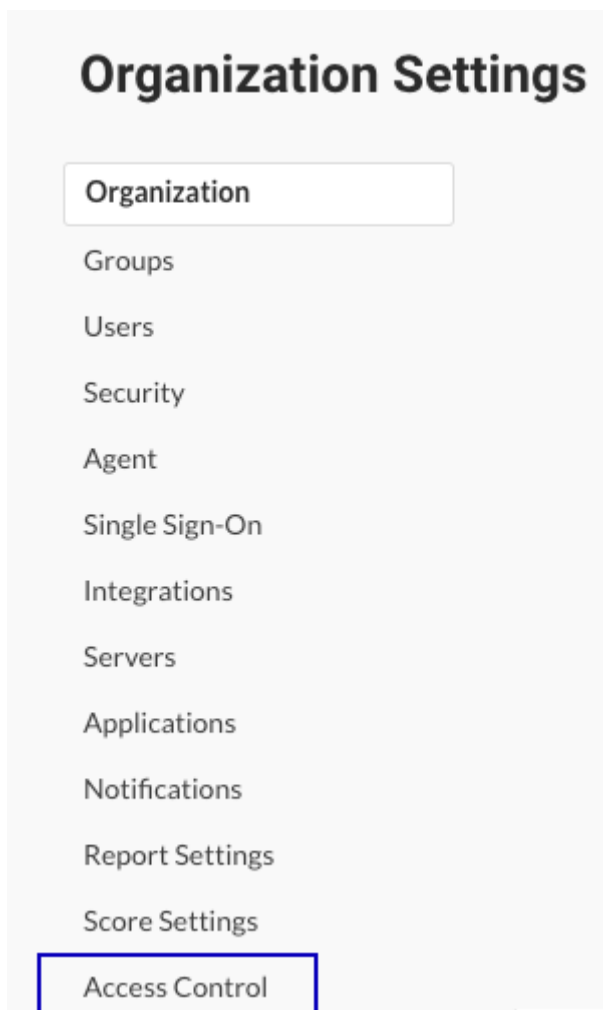 Organization Settings
Organization
Groups
Users
Security
Agent
Single Sign-On
Integrations
Servers
Applications
Notifications
Report Settings
Score Settings
Access Control